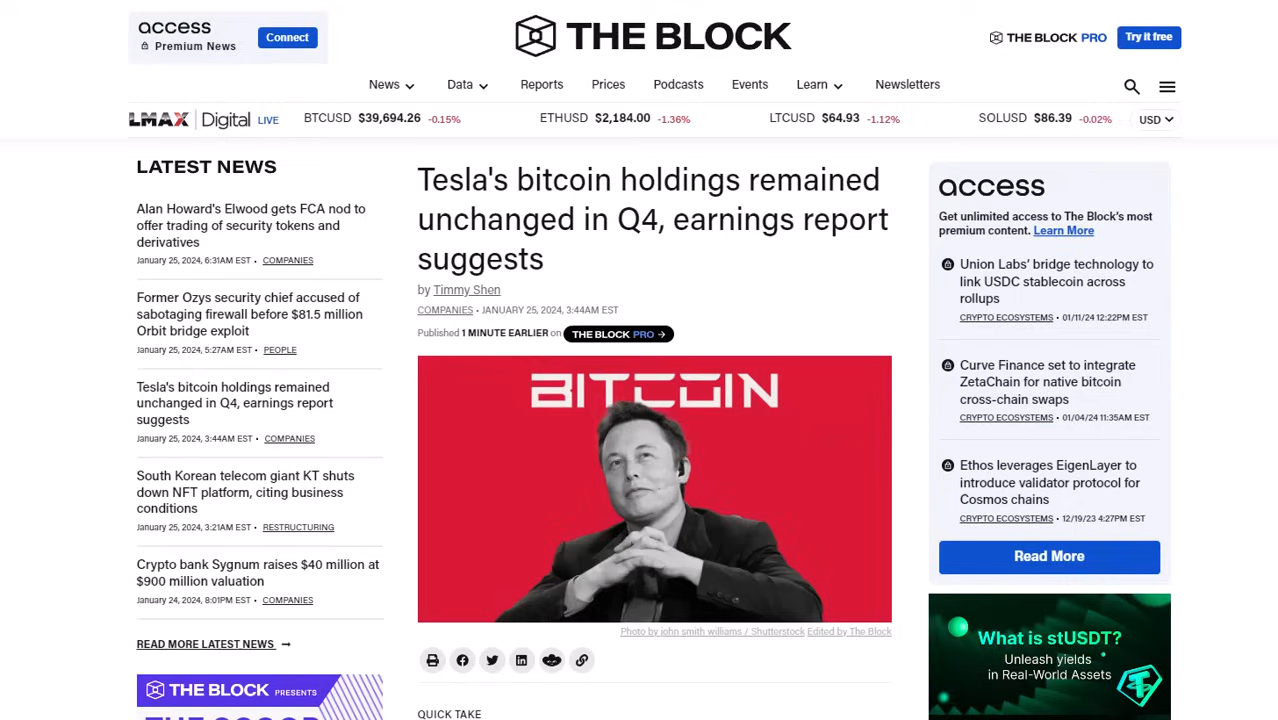 access
Premium News
Connect
THE BLOCK
THE BLOCK PRO
Try it free
News
Data
Reports
Prices
Podcasts
Events
Learn
Newsletters
LMAX Digital LIVE
BTCUSD $39,694.26 -0.15%
ETHUSD $2,184.00 -1.36%
LTCUSD $64.93 -1.12%
SOLUSD $86.39 -0.02%
USD
LATEST NEWS
Alan Howard's Elwood gets FCA nod to
offer trading of security tokens and
derivatives
January 25, 2024, 6:31AM EST • COMPANIES
Former Ozys security chief accused of
sabotaging firewall before $81.5 million
Orbit bridge exploit
January 25, 2024, 5:27AM EST • PEOPLE
Tesla's bitcoin holdings remained
unchanged in Q4, earnings report
suggests
January 25, 2024, 3:44AM EST • COMPANIES
South Korean telecom giant KT shuts
down NFT platform, citing business
conditions
January 25, 2024, 3:21AM EST • RESTRUCTURING
Crypto bank Sygnum raises $40 million at
$900 million valuation
January 24, 2024, 8:01PM EST • COMPANIES
READ MORE LATEST NEWS →
THE BLOCK PRESENTS
THE SCOOP
Tesla's bitcoin holdings remained
unchanged in Q4, earnings report
suggests
by Timmy Shen
COMPANIES • JANUARY 25, 2024, 3:44AM EST
Published 1 MINUTE EARLIER on THE BLOCK PRO →
BITCOIN
Photo by john smith williams / Shutterstock Edited by The Block
QUICK TAKE
access
Get unlimited access to The Block's most
premium content. Learn More
Union Labs' bridge technology to
link USDC stablecoin across
rollups
CRYPTO ECOSYSTEMS • 01/11/24 12:22PM EST
Curve Finance set to integrate
ZetaChain for native bitcoin
cross-chain swaps
CRYPTO ECOSYSTEMS • 01/04/24 11:35AM EST
Ethos leverages EigenLayer to
introduce validator protocol for
Cosmos chains
CRYPTO ECOSYSTEMS • 12/19/23 4:27PM EST
Read More
What is stUSDT?
Unleash yields
in Real-World Assets